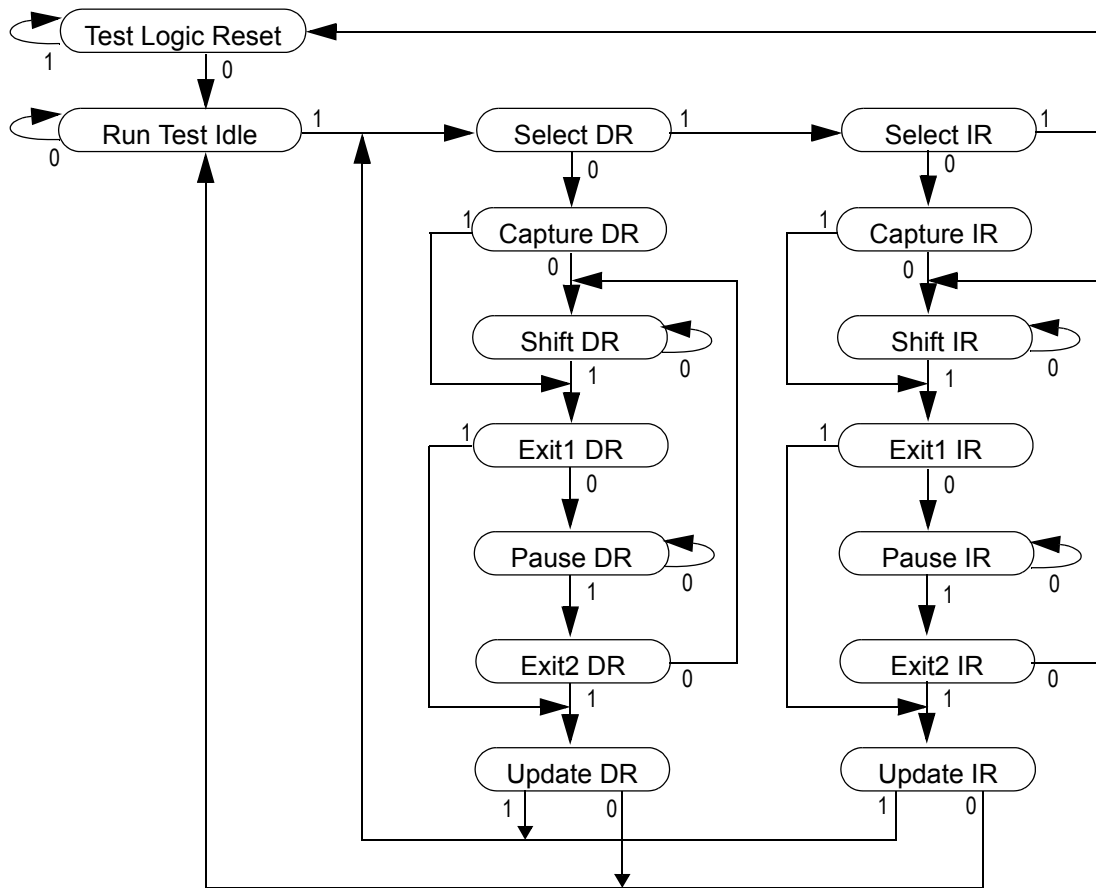 Test Logic Reset
1
0
Run Test Idle
1
Select DR
1
Select IR
1
0
0
0
1
Capture DR
1
Capture IR
0
0
Shift DR
Shift IR
0
0
1
1
1
Exit1 DR
1
Exit1 IR
0
0
Pause DR
Pause IR
0
0
1
1
Exit2 DR
Exit2 IR
0
0
1
1
Update DR
Update IR
1
0
1
0